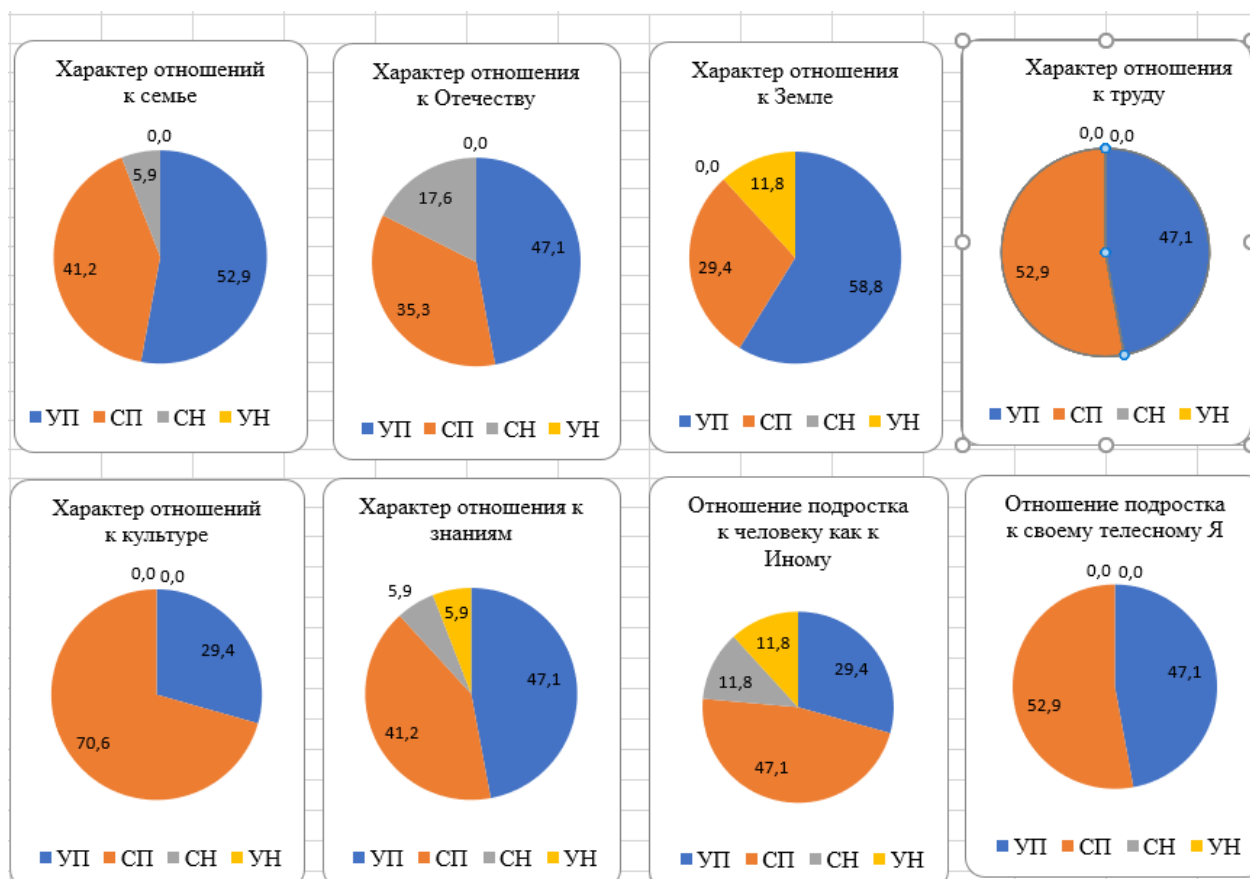 Характер отношений
к семье
0,0
5,9
41,2
52,9
УП СП СН УН
Характер отношения
к Отечеству
0,0
17,6
47,1
35,3
УП СП СН УН
Характер отношения
к Земле
0,0
11,8
29,4
58,8
УП СП СН УН
Характер отношения
к труду
0,0 0,0
47,1
52,9
УП СП СН УН
Характер отношений
к культуре
0,0 0,0
29,4
70,6
УП СП СН УН
Характер отношения к
знаниям
5,9
5,9
47,1
41,2
УП СП СН УН
Отношение подростка
к человеку как к
Иному
11,8
29,4
11,8
47,1
УП СП СН УН
Отношение подростка
к своему телесному Я
0,0 0,0
47,1
52,9
УП СП СН УН